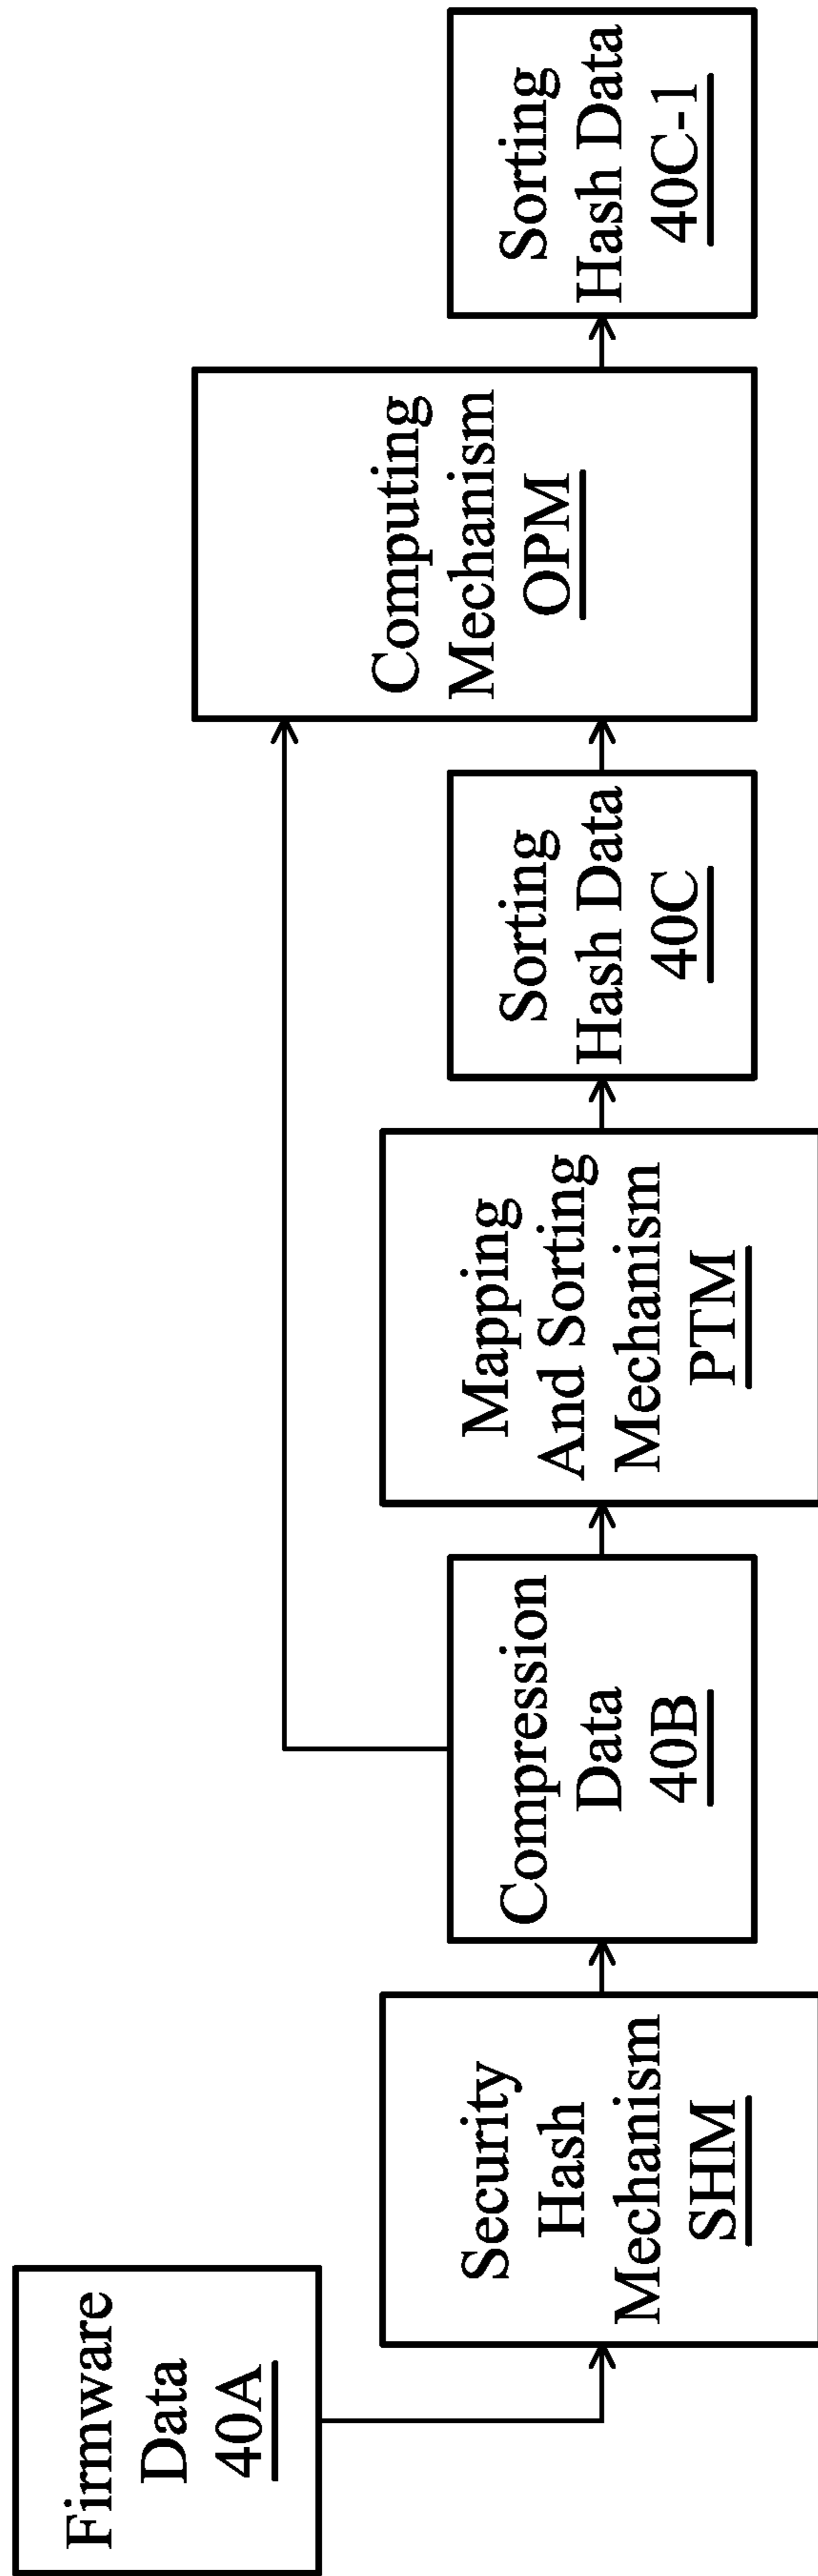 Firmware
Data
40A
Security
Hash
Mechanism
SHM
Compression
Data
40B
Mapping
And Sorting
Mechanism
PTM
Sorting
Hash Data
40C
Computing
Mechanism
OPM
Sorting
Hash Data
40C-1